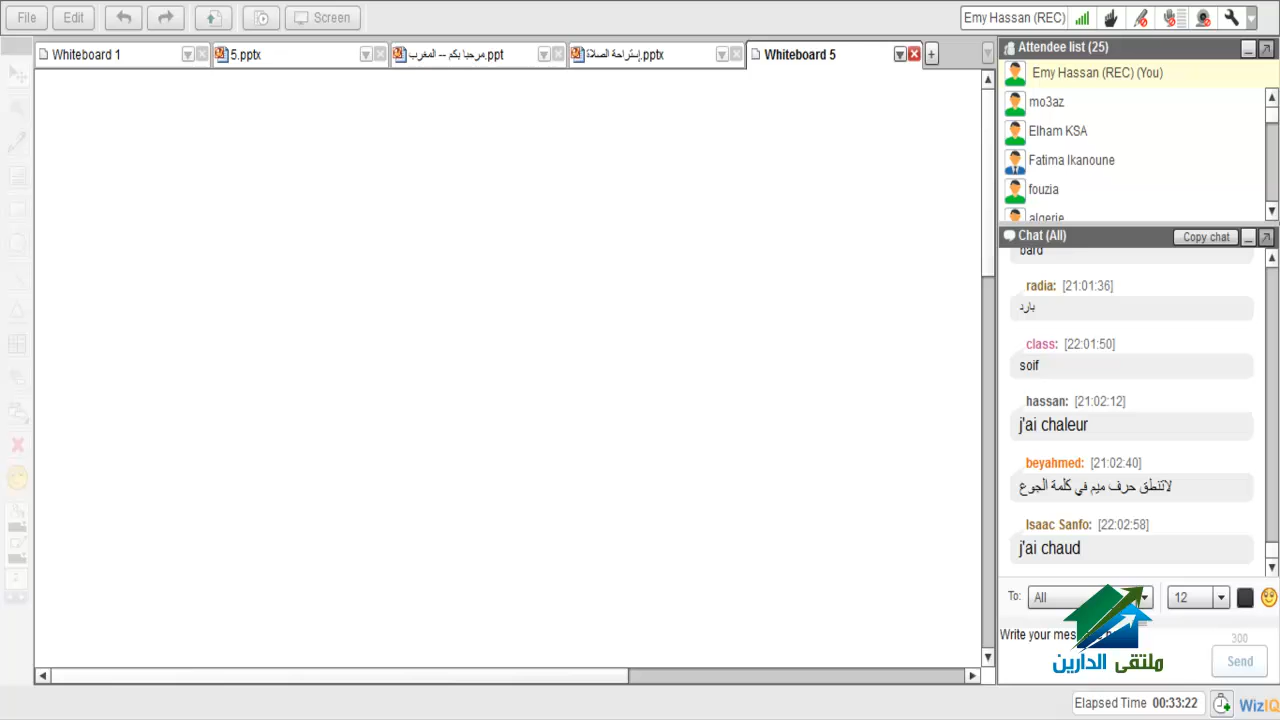 File Edit Screen Emy Hassan (REC)
Whiteboard 1 5.pptx مرحبا بكم -- المغرب.ppt إستراحة الصلاة.pptx Whiteboard 5
Attendee list (25)
Emy Hassan (REC) (You)
mo3az
Elham KSA
Fatima Ikanoune
fouzia
algerie
Chat (All) Copy chat
bard
radia: [21:01:36]
بارد
class: [22:01:50]
soif
hassan: [21:02:12]
j'ai chaleur
beyahmed: [21:02:40]
لاتنطق حرف ميم في كلمة الجوع
Isaac Sanfo: [22:02:58]
j'ai chaud
To: All 12
Write your
300
Send
ملتقى الدارين
Elapsed Time 00:33:22 WizIQ